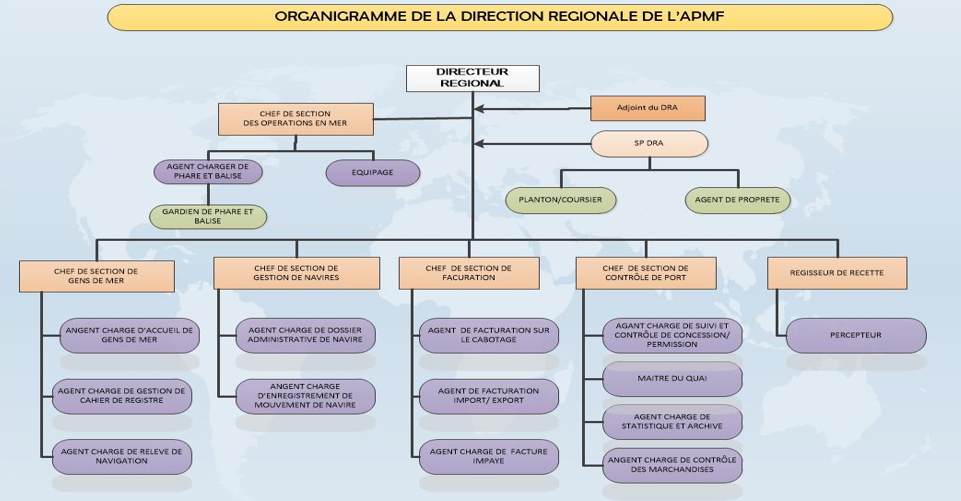 ORGANIGRAMME DE LA DIRECTION REGIONALE DE L'APMF
DIRECTEUR
REGIONAL
CHEF DE SECTION
DES OPERATIONS EN MER
Adjoint du DRA
SP DRA
AGENT CHARGER DE
PHARE ET BALISE
EQUIPAGE
GARDIEN DE PHARE ET
BALISE
PLANTON/COURSIER
AGENT DE PROPRETE
CHEF DE SECTION DE
GENS DE MER
CHEF DE SECTION DE
GESTION DE NAVIRES
CHEF DE SECTION DE
FACURATION
CHEF DE SECTION DE
CONTRÔLE DE PORT
REGISSEUR DE RECETTE
ANGENT CHARGE D'ACCUEIL DE
GENS DE MER
AGENT CHARGE DE GESTION DE
CAHIER DE REGISTRE
AGENT CHARGE DE RELEVE DE
NAVIGATION
AGENT CHARGE DE DOSSIER
ADMINISTRATIVE DE NAVIRE
ANGENT CHARGE
D'ENREGISTREMENT DE
MOUVEMENT DE NAVIRE
AGENT DE FACTURATION SUR
LE CABOTAGE
AGENT DE FACTURATION
IMPORT/ EXPORT
AGENT CHARGE DE FACTURE
IMPAYE
AGANT CHARGE DE SUIVI ET
CONTRÔLE DE CONCESSION/
PERMISSION
MAITRE DU QUAI
AGENT CHARGE DE
STATISTIQUE ET ARCHIVE
ANGENT CHARGE DE CONTRÔLE
DES MARCHANDISES
PERCEPTEUR